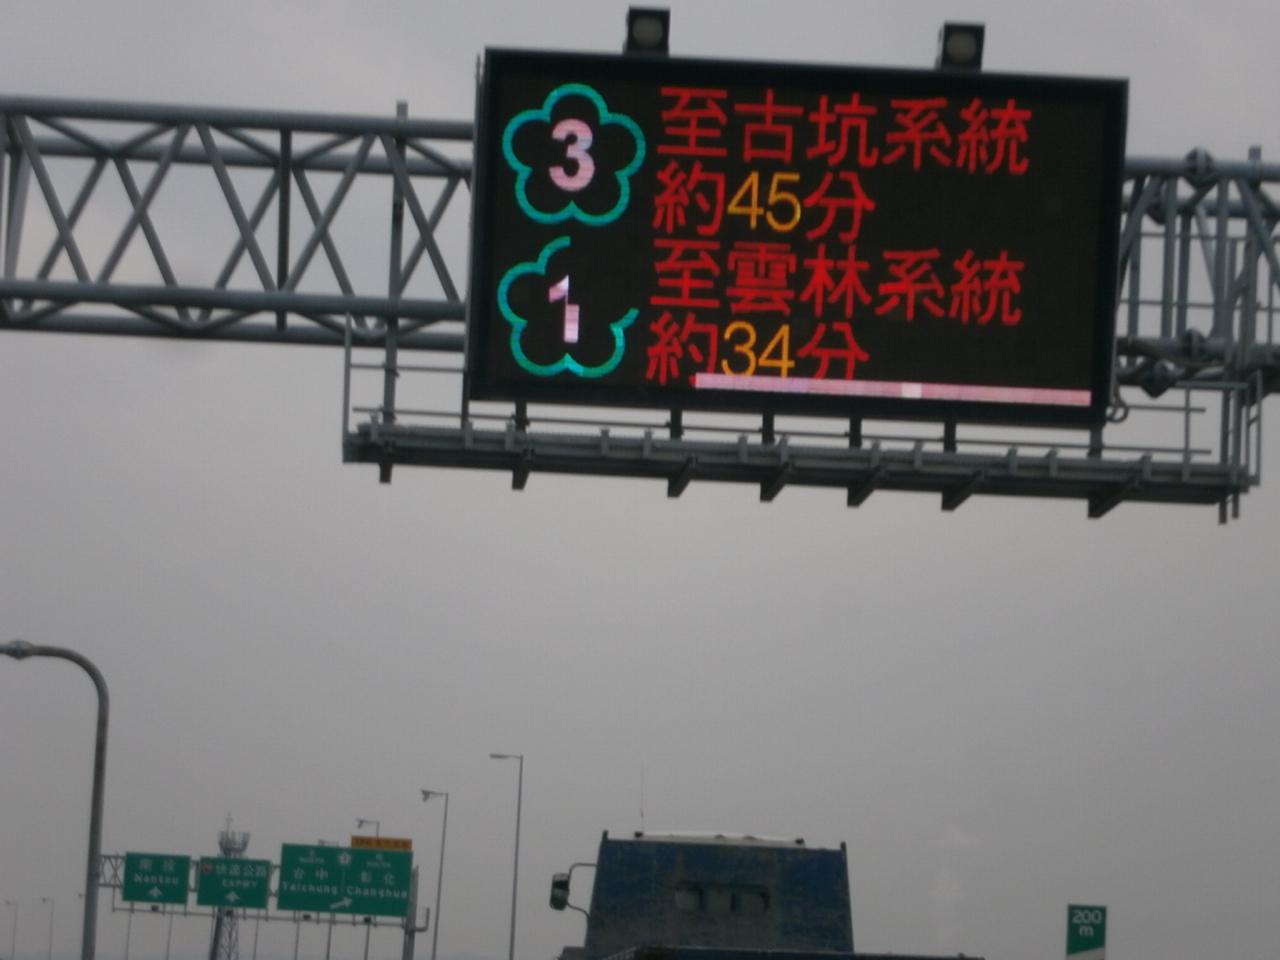 3
至古坑系統
約45分
1
至雲林系統
約34分
南投
Nantou
快速公路
EXPWY
台中
Taichung
彰化
Changhua
200
m